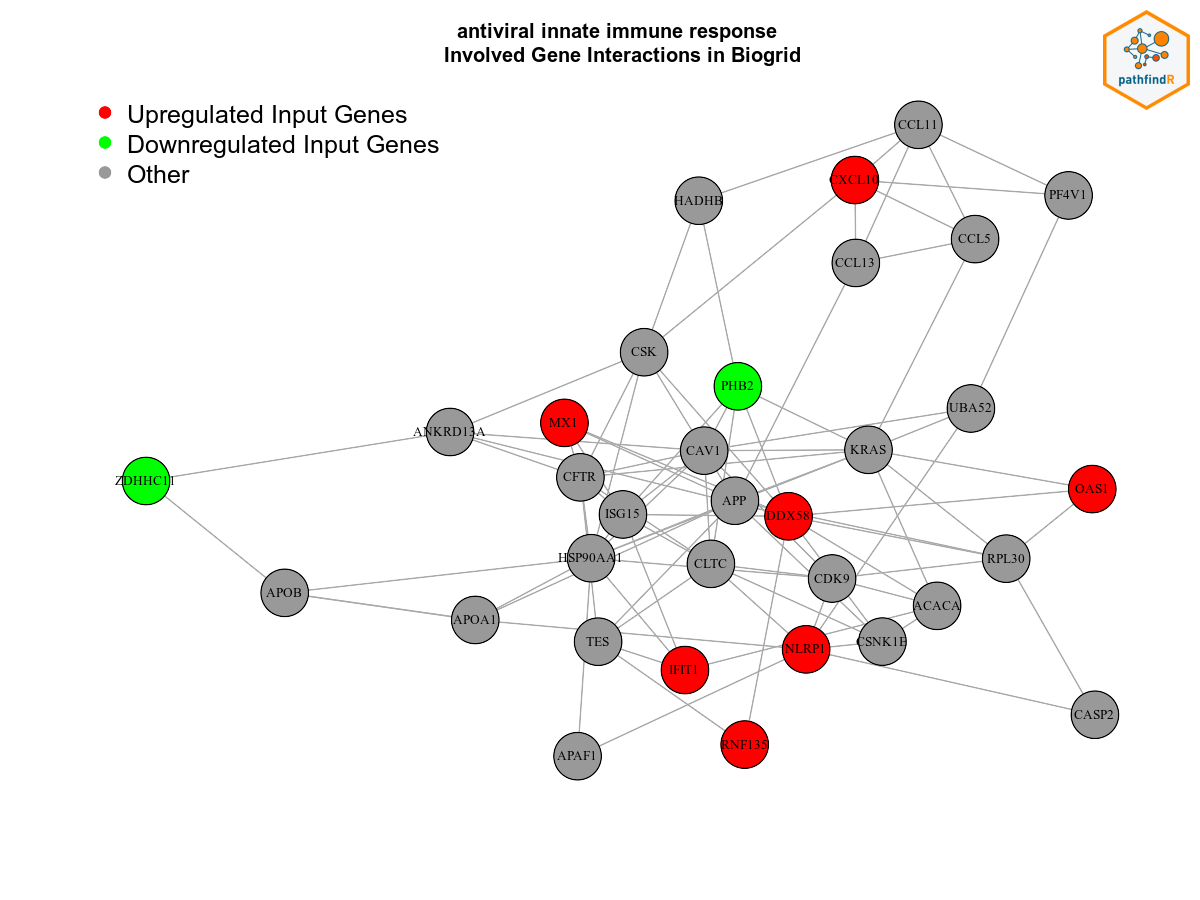 antiviral innate immune response
Involved Gene Interactions in Biogrid
pathfindR
Upregulated Input Genes
Downregulated Input Genes
Other
CCL11
CXCL10
HADHB
PF4V1
CCL5
CCL13
CSK
PHB2
UBA52
MX1
ANKRD13A
CAV1
KRAS
ZDHHC11
CFTR
OAS1
APP
ISG15
DDX58
HSP90AA1
CLTC
RPL30
CDK9
APOB
ACACA
APOA1
TES
CSNK1E
NLRP1
IFIT1
CASP2
RNF135
APAF1